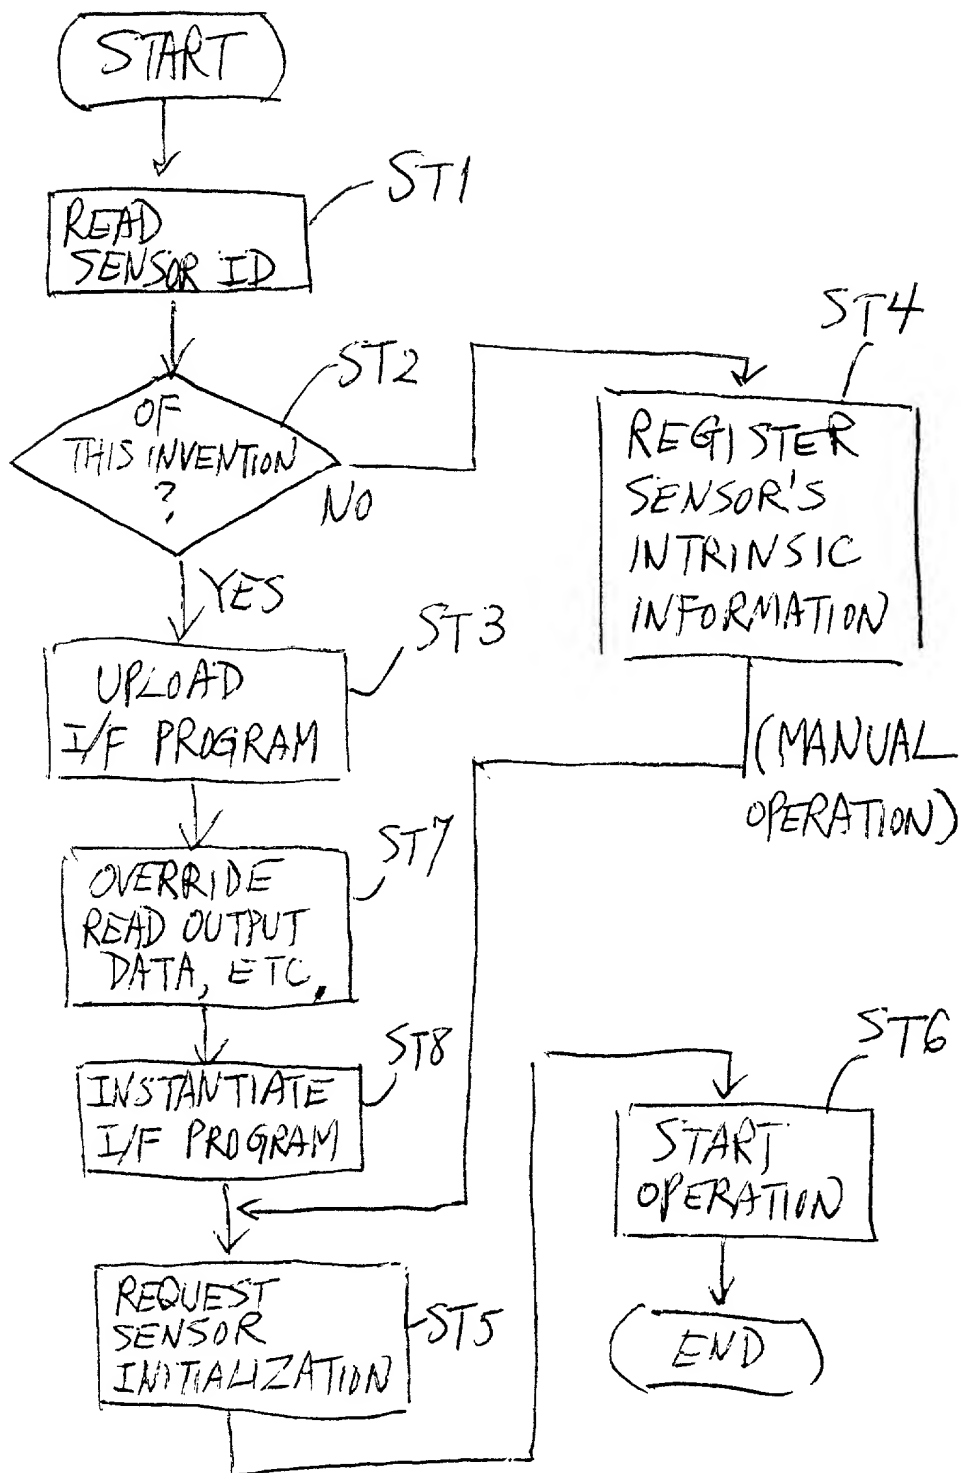 START
ST1
READ
SENSOR ID
ST2
OF
THIS INVENTION
?
NO
YES
ST4
REGISTER
SENSOR'S
INTRINSIC
INFORMATION
(MANUAL
OPERATION)
ST3
UPLOAD
I/F PROGRAM
ST7
OVERRIDE
READ OUTPUT
DATA, ETC.
ST8
INSTANTIATE
I/F PROGRAM
ST5
REQUEST
SENSOR
INITIALIZATION
ST6
START
OPERATION
END